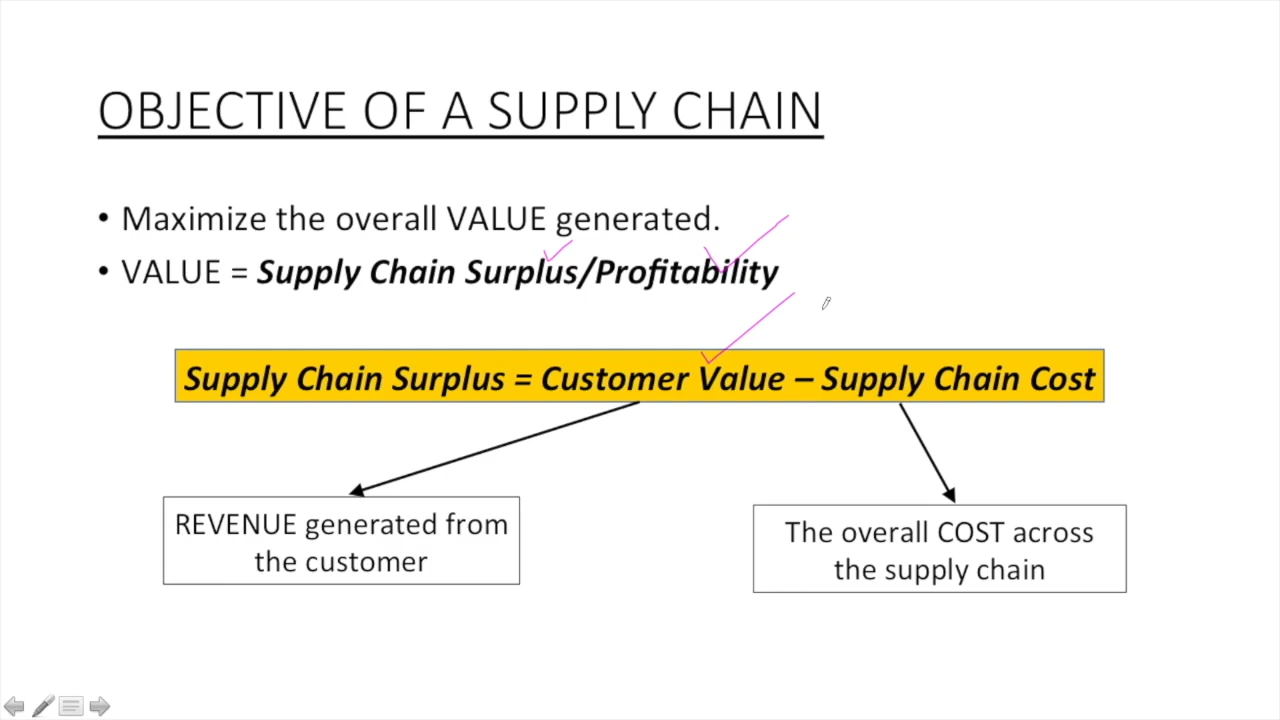 OBJECTIVE OF A SUPPLY CHAIN
• Maximize the overall VALUE generated.
• VALUE = Supply Chain Surplus/Profitability
Supply Chain Surplus = Customer Value – Supply Chain Cost
REVENUE generated from
the customer
The overall COST across
the supply chain